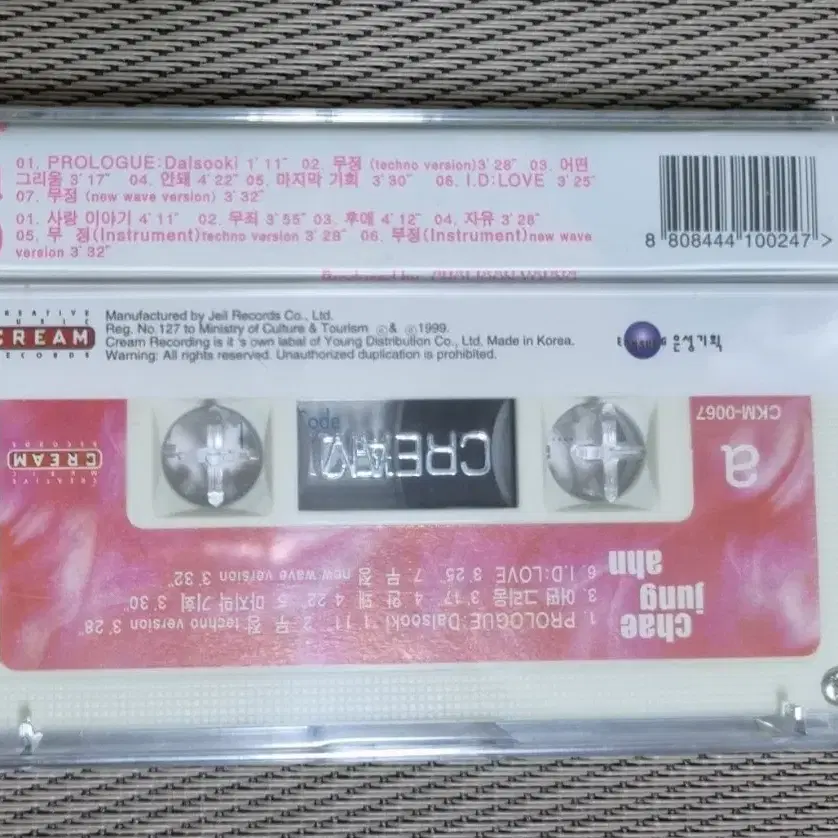 01. PROLOGUE:Dalsooki 1'11" 02. 무정 (techno version)3'28" 03. 어떤
그리움 3'17" 04. 안돼 4'22" 05. 마지막 기회 3'30" 06. I.D:LOVE 3'25"
07. 무정 (new wave version) 3'32"
01. 사랑 이야기 4'11" 02. 무죄 3'55" 03. 후에 4'12" 04. 자유 3'28"
05. 무 정(Instrument)techno version 3'28" 06. 무정(Instrument)new wave
version 3'32"
8 808444 100247 >
CREATIVE
MUSIC
CREAM
RECORDS
Manufactured by Jeil Records Co., Ltd.
Reg. No.127 to Ministry of Culture & Tourism ⓒ& ⓟ1999.
Cream Recording is it's own label of Young Distribution Co., Ltd. Made in Korea.
Warning: All rights reserved. Unauthorized duplication is prohibited.
은성기획
chae
jung
ahn
1. PROLOGUE:Dalsooki 1'11" 2. 무 정 techno version 3'28"
3. 어떤 그리움 3'17" 4. 안 돼 4'22" 5. 마지막 기회 3'30"
6. I.D:LOVE 3'25" 7. 무 정 new wave version 3'32"
a
CREAM
CREATIVE
MUSIC
CREAM
RECORDS
CKM-0067